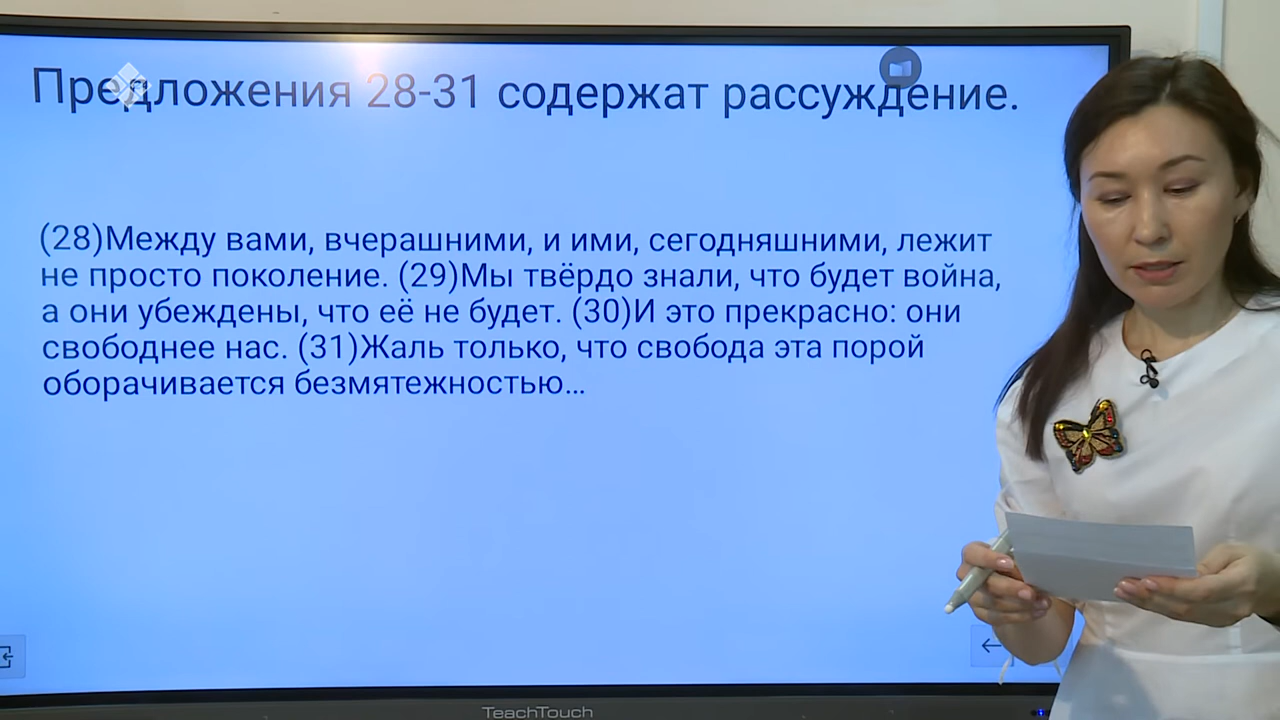 Предложения 28-31 содержат рассуждение.
(28)Между вами, вчерашними, и ими, сегодняшними, лежит
не просто поколение. (29)Мы твёрдо знали, что будет война,
а они убеждены, что её не будет. (30)И это прекрасно: они
свободнее нас. (31)Жаль только, что свобода эта порой
оборачивается безмятежностью…
TeachTouch